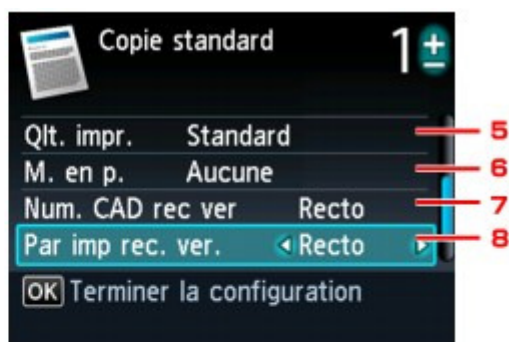 Copie standard 1
Qlt. impr. Standard 5
M. en p. Aucune 6
Num. CAD rec ver Recto 7
Par imp rec. ver. Recto 8
OK Terminer la configuration